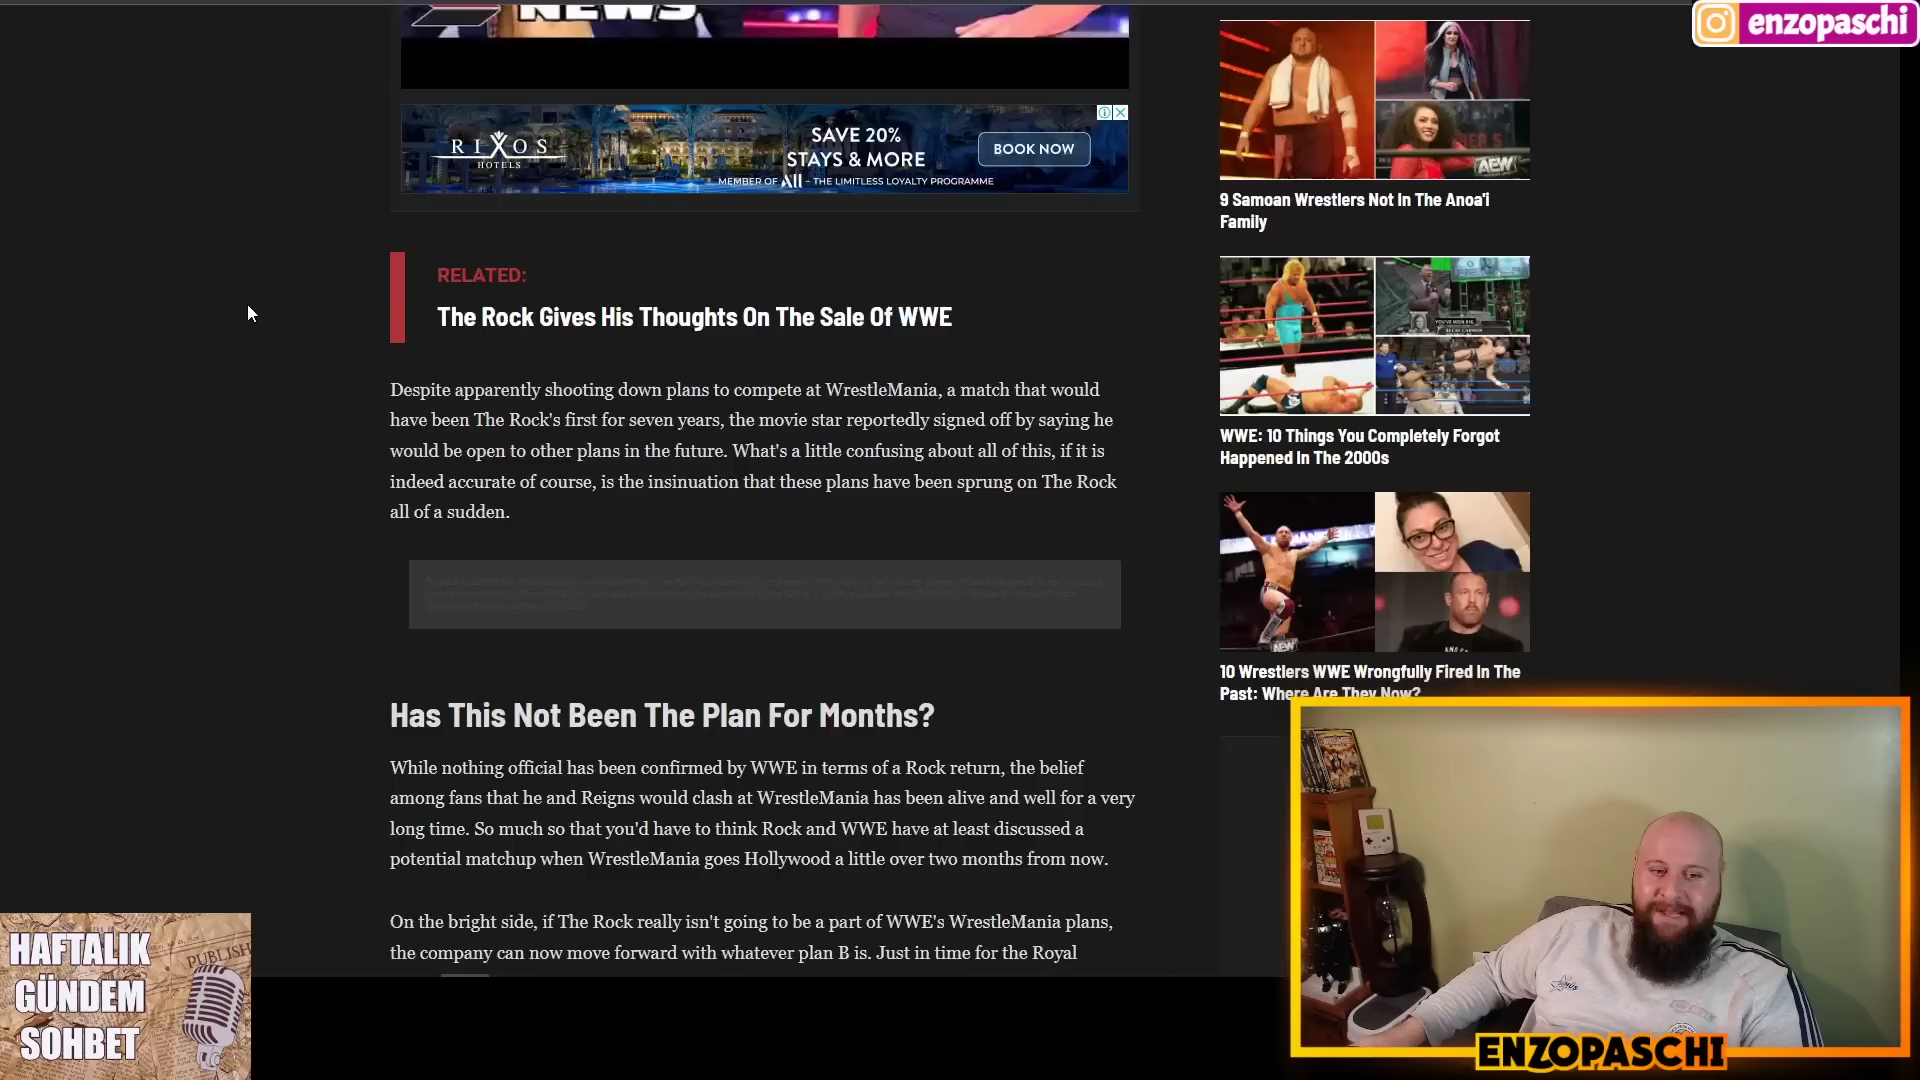 NEWS
enzopaschi
RIXOS
HOTELS
SAVE 20%
STAYS & MORE
MEMBER OF ALL – THE LIMITLESS LOYALTY PROGRAMME
BOOK NOW
RELATED:
The Rock Gives His Thoughts On The Sale Of WWE
Despite apparently shooting down plans to compete at WrestleMania, a match that would
have been The Rock's first for seven years, the movie star reportedly signed off by saying he
would be open to other plans in the future. What's a little confusing about all of this, if it is
indeed accurate of course, is the insinuation that these plans have been sprung on The Rock
all of a sudden.
Has This Not Been The Plan For Months?
While nothing official has been confirmed by WWE in terms of a Rock return, the belief
among fans that he and Reigns would clash at WrestleMania has been alive and well for a very
long time. So much so that you'd have to think Rock and WWE have at least discussed a
potential matchup when WrestleMania goes Hollywood a little over two months from now.
On the bright side, if The Rock really isn't going to be a part of WWE's WrestleMania plans,
the company can now move forward with whatever plan B is. Just in time for the Royal
AEW
9 Samoan Wrestlers Not In The Anoa'i
Family
WWE: 10 Things You Completely Forgot
Happened In The 2000s
AEW
10 Wrestlers WWE Wrongfully Fired In The
Past: Where Are They Now?
HAFTALIK
GÜNDEM
SOHBET
PUBLISH
ENZOPASCHI